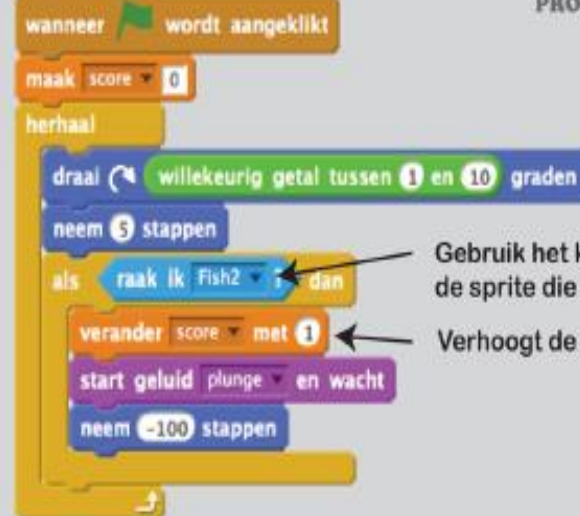 PRO
wanneer wordt aangeklikt
maak score 0
herhaal
draai willekeurig getal tussen 1 en 10 graden
neem 5 stappen
als raak ik Fish2 ? dan
Gebruik het k
de sprite die
verander score met 1
Verhoogt de
start geluid plunge en wacht
neem -100 stappen